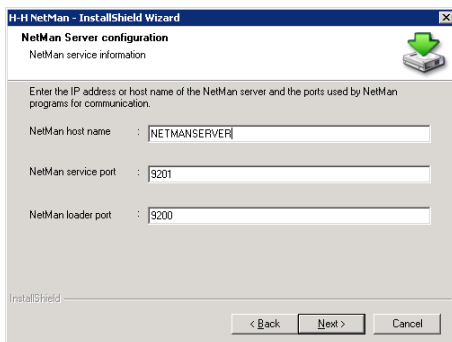 H-H NetMan - InstallShield Wizard
NetMan Server configuration
NetMan service information
Enter the IP address or host name of the NetMan server and the ports used by NetMan
programs for communication.
NetMan host name : NETMANSERVER
NetMan service port : 9201
NetMan loader port : 9200
InstallShield
< Back Next > Cancel